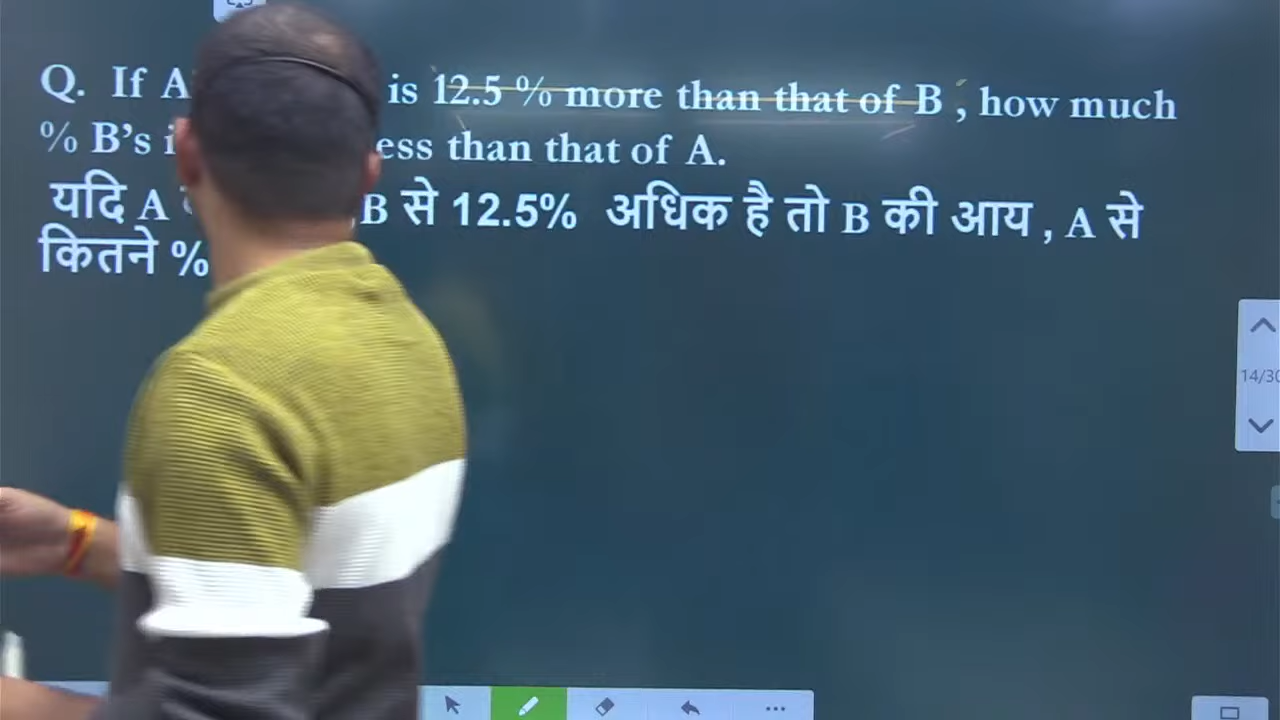 Q. If A is 12.5 % more than that of B , how much
% B's than that of A.
यदि A B से 12.5% अधिक है तो B की आय , A से
कितने %
14/30